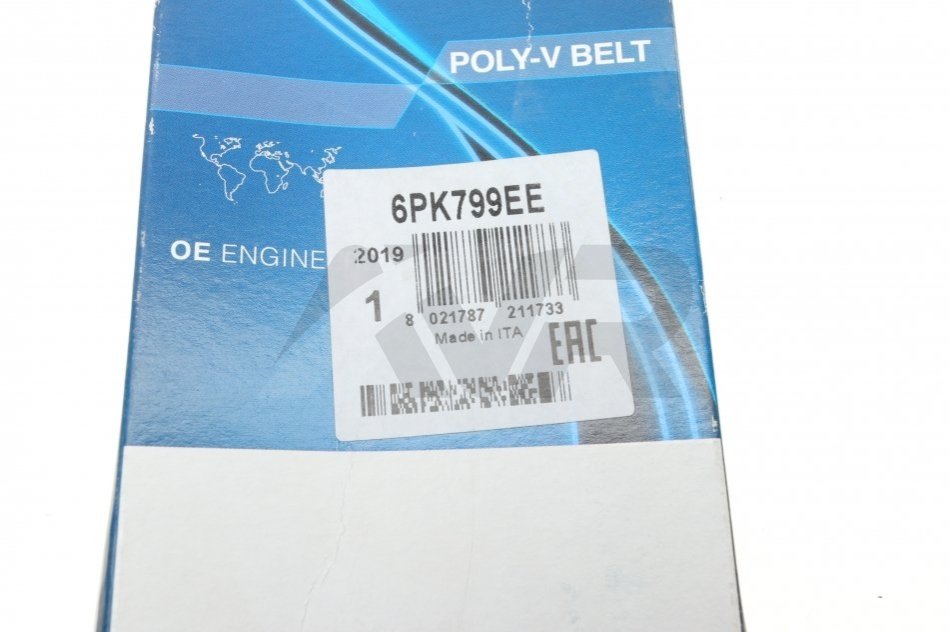 POLY-V BELT
6PK799EE
OE ENGINE
2019
1
8 021787 211733
Made in ITA
EAC